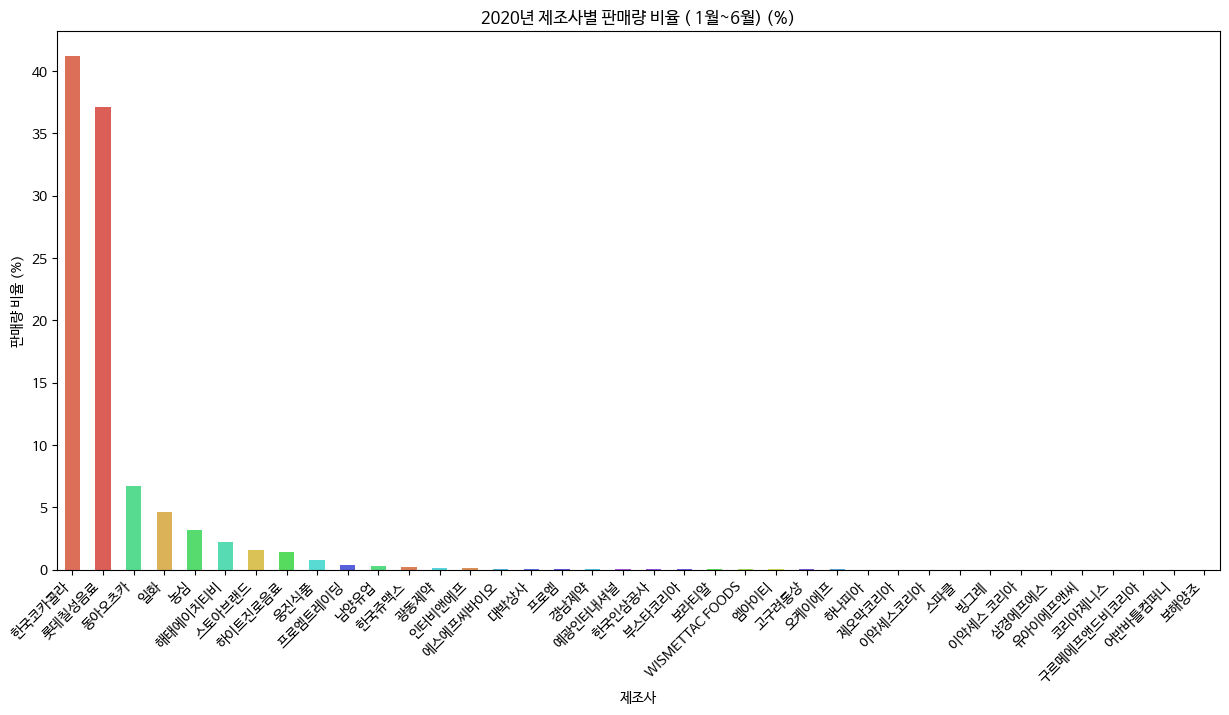 2020년 제조사별 판매량 비율 ( 1월~6월) (%)
판매량 비율 (%)
40
35
30
25
20
15
10
5
0
한국코카콜라
롯데칠성음료
동아오츠카
일화
농심
해태에이치티비
스토아브랜드
하이트진로음료
웅진식품
프로엠트레이딩
남양유업
한국쥬맥스
광동제약
인터비앤에프
에스에프씨바이오
대박상사
프로엠
경남제약
예광인터내셔널
한국인삼공사
부스타코리아
보라티알
WISMETTAC FOODS
엠아이티
고구려통상
오케이에프
하나피아
제오막코리아
이악세스코리아
스파클
빙그레
이악세스 코리아
삼경에프에스
유아이에프앤씨
코리아제니스
구르메에프앤드비코리아
어반바틀컴퍼니
보해양조
제조사